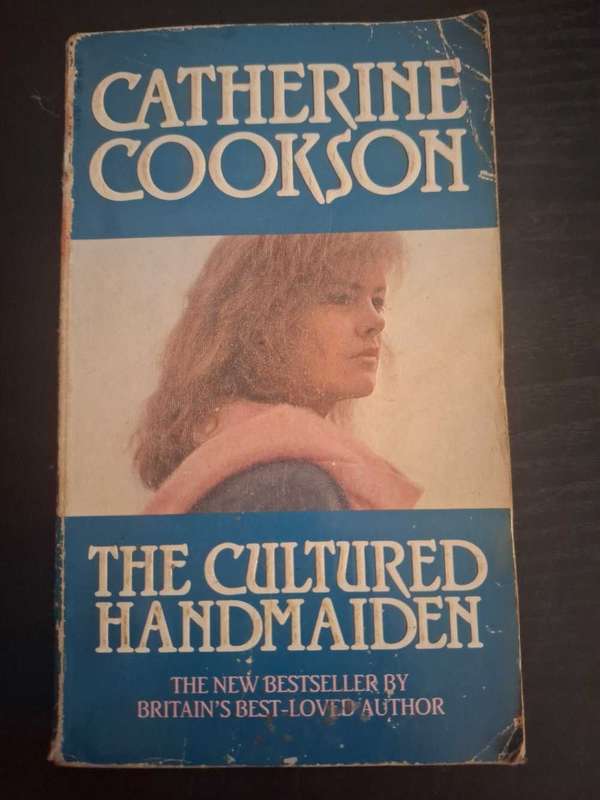 CATHERINE
COOKSON
THE CULTURED
HANDMAIDEN
THE NEW BESTSELLER BY
BRITAIN'S BEST-LOVED AUTHOR